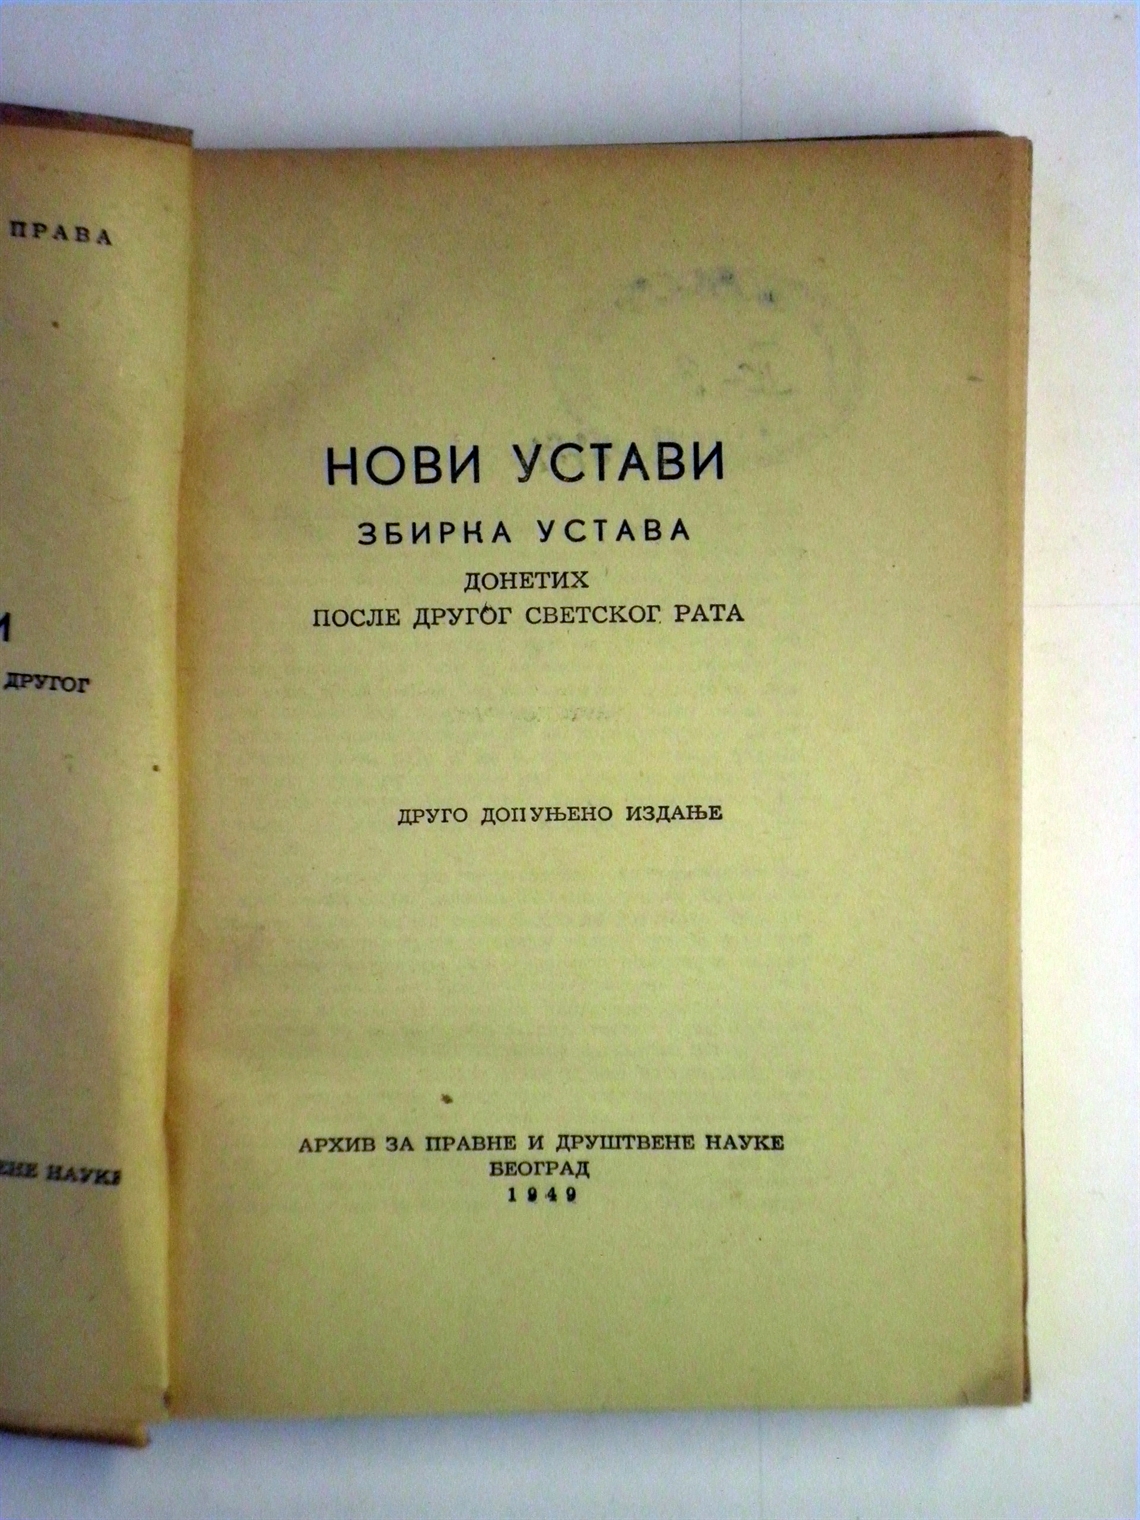 ПРАВА
И
ДРУГОГ
НАУКЕ
НОВИ УСТАВИ
ЗБИРКА УСТАВА
ДОНЕТИХ
ПОСЛЕ ДРУГОГ СВЕТСКОГ РАТА
ДРУГО ДОПУЊЕНО ИЗДАЊЕ
АРХИВ ЗА ПРАВНЕ И ДРУШТВЕНЕ НАУКЕ
БЕОГРАД
1949